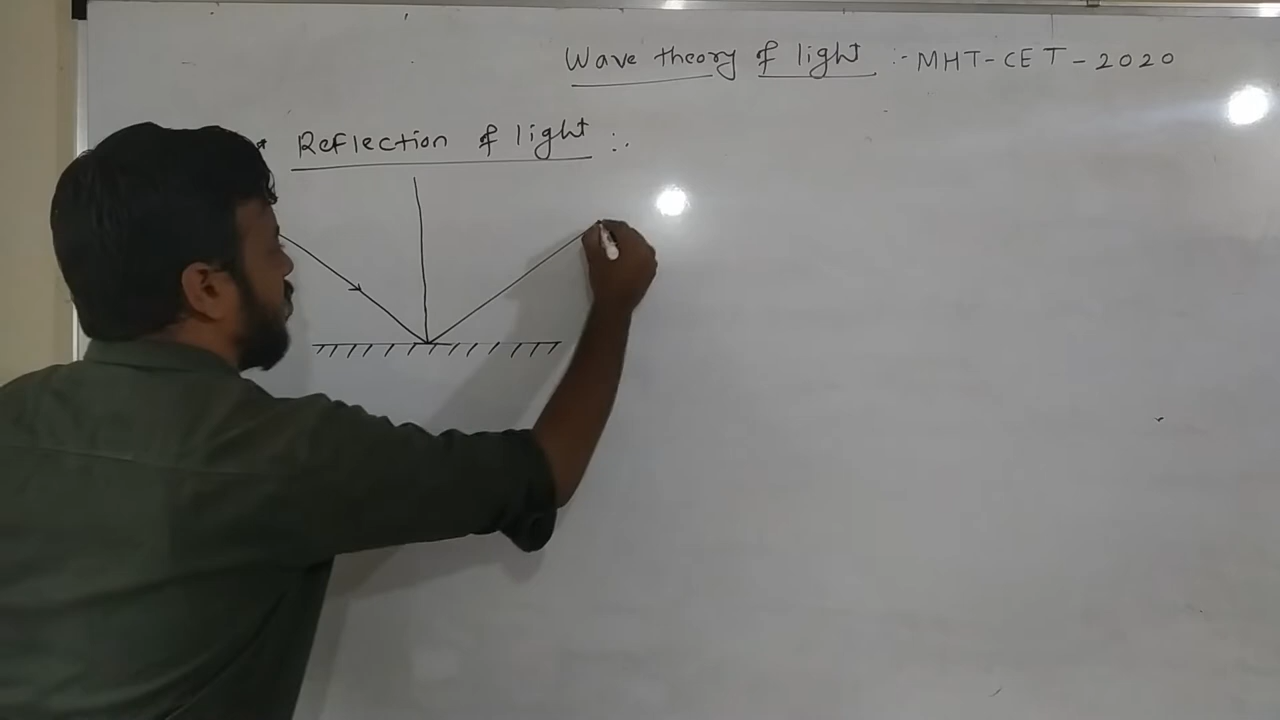 Wave theory of light :- MHT-CET-2020
* Reflection of light :.